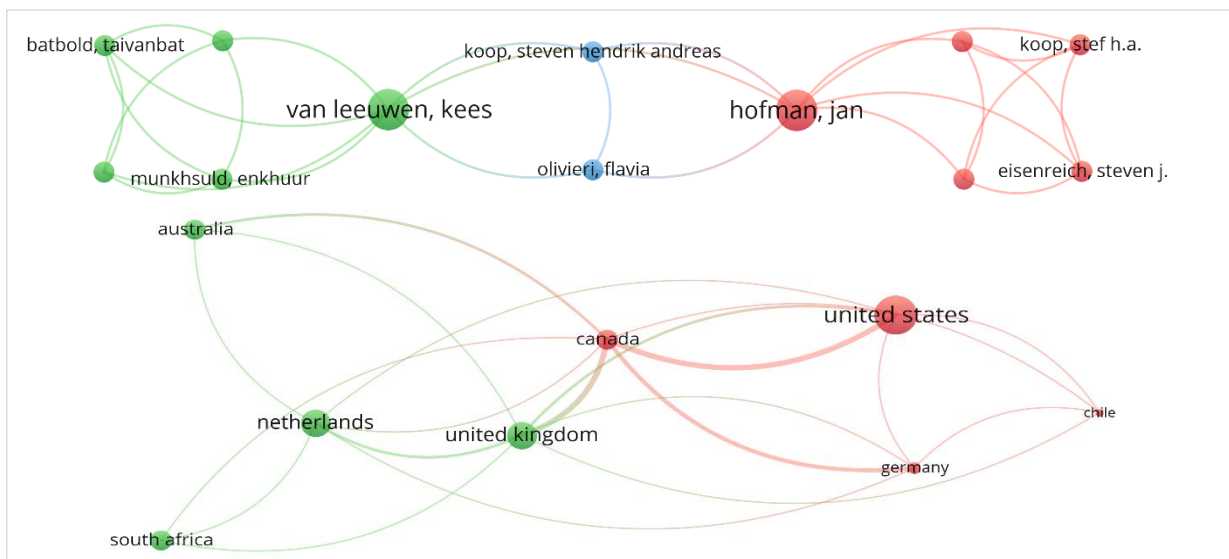 batbold, taivanbat
koop, steven hendrik andreas
koop, stef h.a.
van leeuwen, kees
hofman, jan
munkhsuld, enkhuur
olivieri, flavia
eisenreich, steven j.
australia
united states
canada
chile
netherlands
united kingdom
germany
south africa